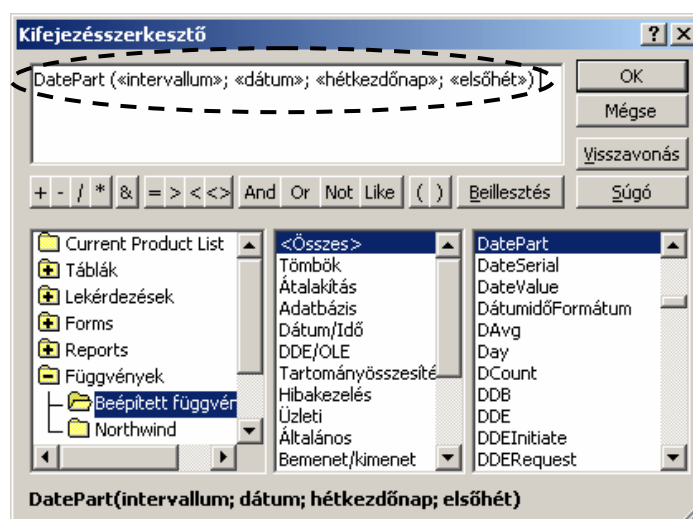 Kifejezésszerkesztő
DatePart («intervallum»; «dátum»; «hétkezdőnap»; «elsőhét»)
OK
Mégse
Visszavonás
Súgó
+ - / * & = > < <> And Or Not Like ( ) Beillesztés
Current Product List
Táblák
Lekérdezések
Forms
Reports
Függvények
Beépített függvér
Northwind
<Összes>
Tömbök
Átalakítás
Adatbázis
Dátum/Idő
DDE/OLE
Tartományösszesíté
Hibakezelés
Üzleti
Általános
Bemenet/kimenet
DatePart
DateSerial
DateValue
DátumidőFormátum
DAvg
Day
DCount
DDB
DDE
DDEInitiate
DDERequest
DatePart(intervallum; dátum; hétkezdőnap; elsőhét)